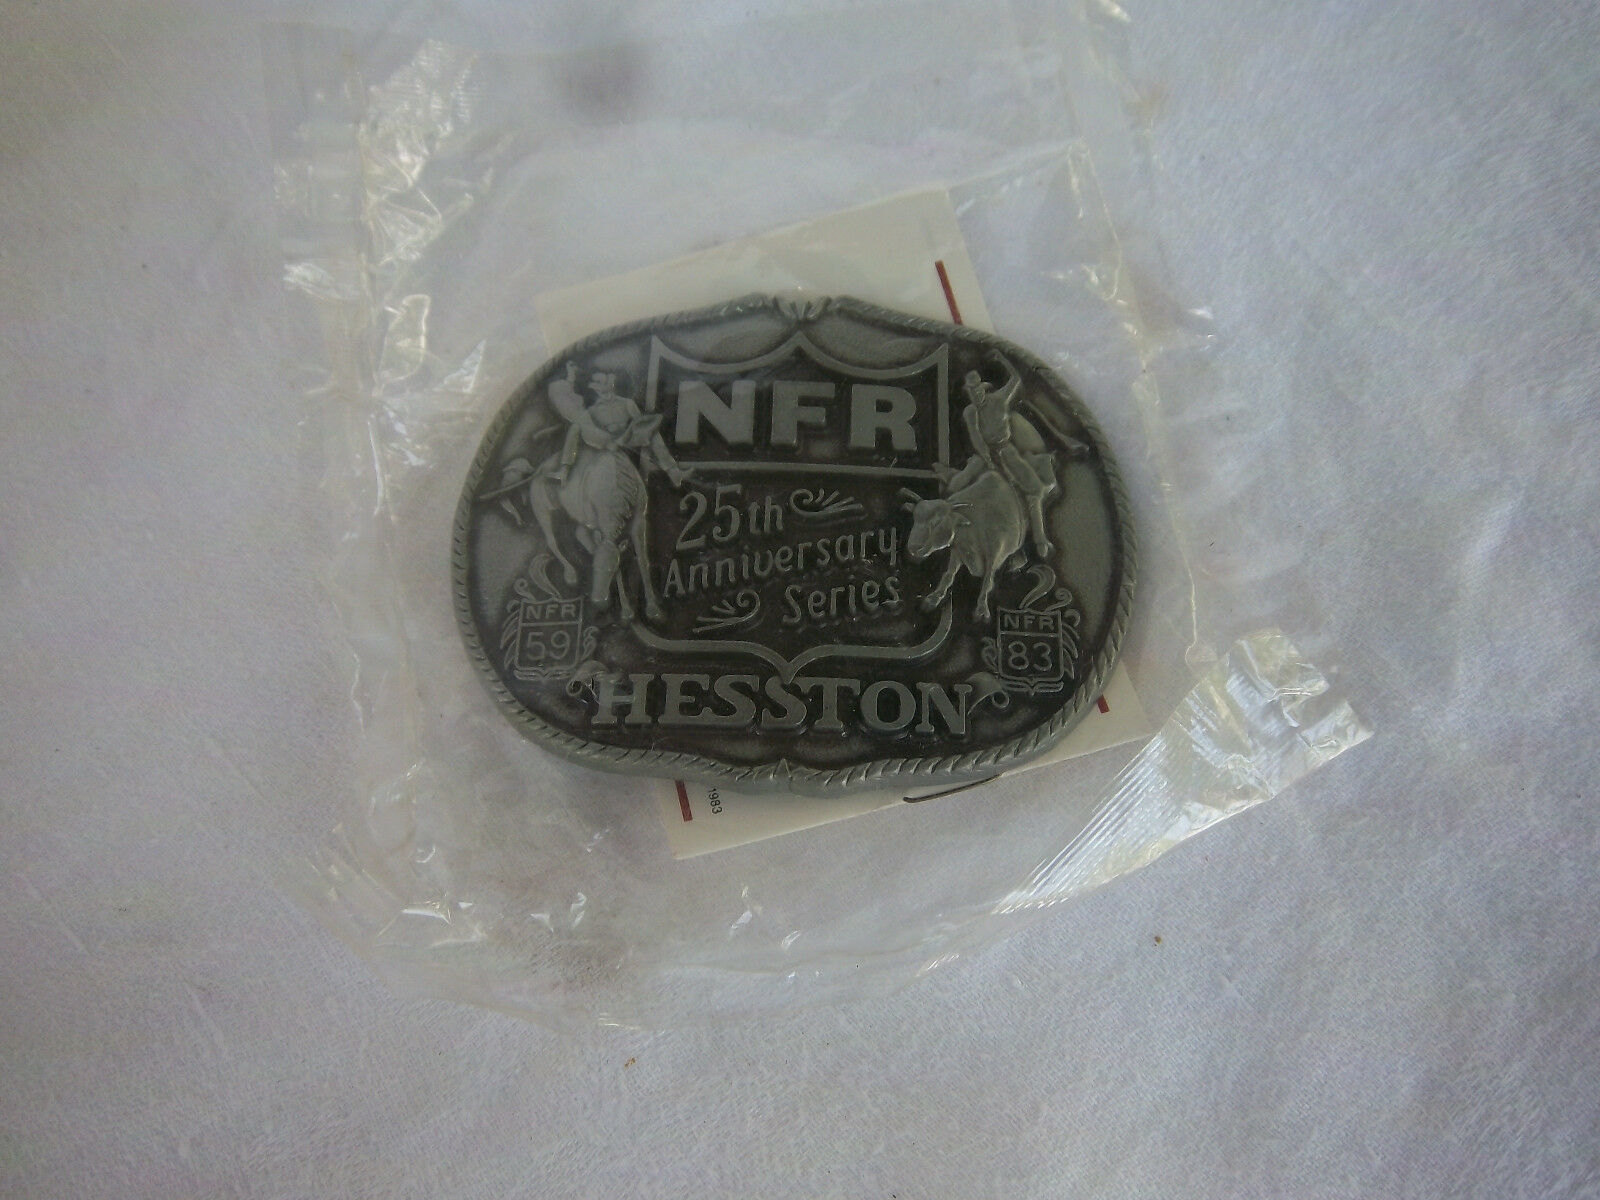 NFR
25th
Anniversary
Series
NFR
59
NFR
83
HESSTON
1983